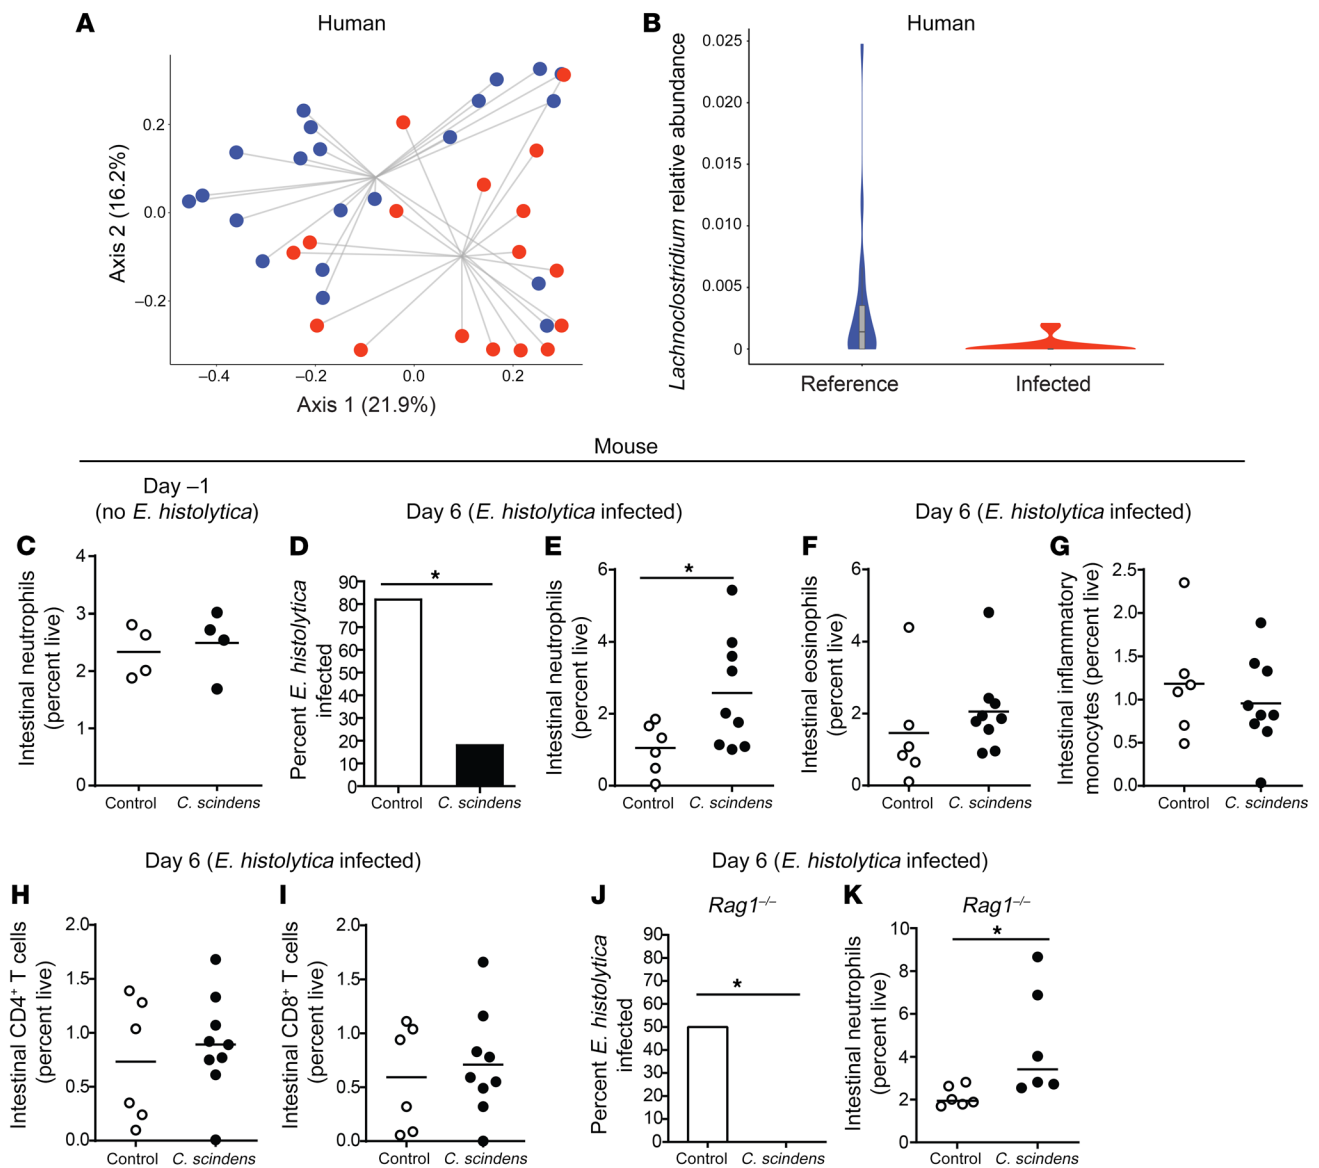 A
Human
0.2
0.0
–0.2
Axis 2 (16.2%)
–0.4
–0.2
0.0
0.2
Axis 1 (21.9%)
B
Human
0.025
0.020
0.015
0.010
0.005
0
Lachnoclostridium relative abundance
Reference
Infected
Mouse
Day –1
(no E. histolytica)
Day 6 (E. histolytica infected)
Day 6 (E. histolytica infected)
C
Intestinal neutrophils
(percent live)
4
3
2
1
0
Control
C. scindens
D
Percent E. histolytica
infected
90
80
70
60
50
40
30
20
10
0
*
Control
C. scindens
E
Intestinal neutrophils
(percent live)
6
4
2
0
*
Control
C. scindens
F
Intestinal eosinophils
(percent live)
6
4
2
0
Control
C. scindens
G
Intestinal inflammatory
monocytes (percent live)
2.5
2.0
1.5
1.0
0.5
0.0
Control
C. scindens
Day 6 (E. histolytica infected)
Day 6 (E. histolytica infected)
H
Intestinal CD4+ T cells
(percent live)
2.0
1.5
1.0
0.5
0.0
Control
C. scindens
I
Intestinal CD8+ T cells
(percent live)
2.0
1.5
1.0
0.5
0.0
Control
C. scindens
J
Rag1–/–
Percent E. histolytica
infected
90
80
70
60
50
40
30
20
10
0
*
Control
C. scindens
K
Rag1–/–
Intestinal neutrophils
(percent live)
10
8
6
4
2
0
*
Control
C. scindens